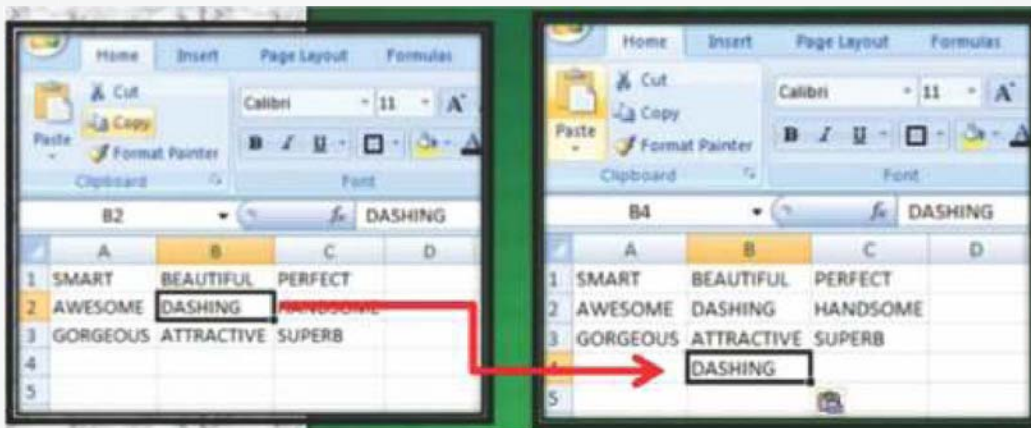 Home Insert Page Layout Formulas
Cut
Copy
Paste
Format Painter
Calibri 11 A
B I U A
Clipboard Font
B2 fx DASHING
A B C D
1 SMART BEAUTIFUL PERFECT
2 AWESOME DASHING HANDSOME
3 GORGEOUS ATTRACTIVE SUPERB
4
5
Home Insert Page Layout Formulas
Cut
Copy
Paste
Format Painter
Calibri 11 A
B I U A
Clipboard Font
B4 fx DASHING
A B C D
1 SMART BEAUTIFUL PERFECT
2 AWESOME DASHING HANDSOME
3 GORGEOUS ATTRACTIVE SUPERB
4 DASHING
5